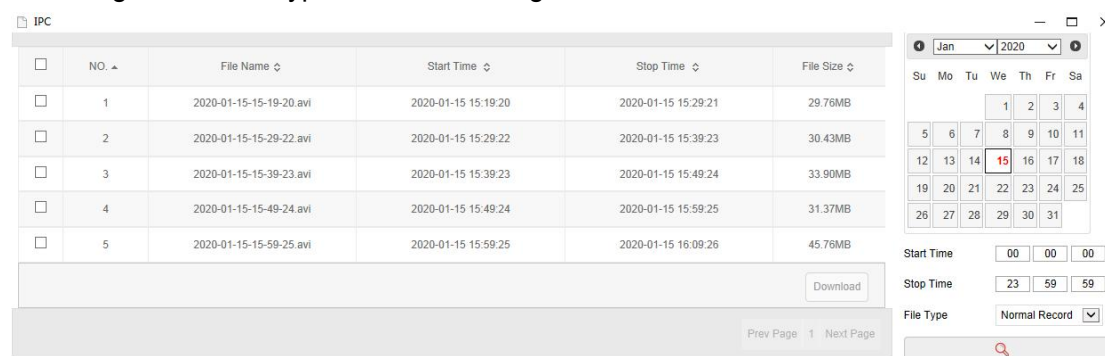 IPC
NO. File Name Start Time Stop Time File Size
1 2020-01-15-15-19-20.avi 2020-01-15 15:19:20 2020-01-15 15:29:21 29.76MB
2 2020-01-15-15-29-22.avi 2020-01-15 15:29:22 2020-01-15 15:39:23 30.43MB
3 2020-01-15-15-39-23.avi 2020-01-15 15:39:23 2020-01-15 15:49:24 33.90MB
4 2020-01-15-15-49-24.avi 2020-01-15 15:49:24 2020-01-15 15:59:25 31.37MB
5 2020-01-15-15-59-25.avi 2020-01-15 15:59:25 2020-01-15 16:09:26 45.76MB
Download
Prev Page 1 Next Page
Jan 2020
Su Mo Tu We Th Fr Sa
1 2 3 4
5 6 7 8 9 10 11
12 13 14 15 16 17 18
19 20 21 22 23 24 25
26 27 28 29 30 31
Start Time 00 00 00
Stop Time 23 59 59
File Type Normal Record